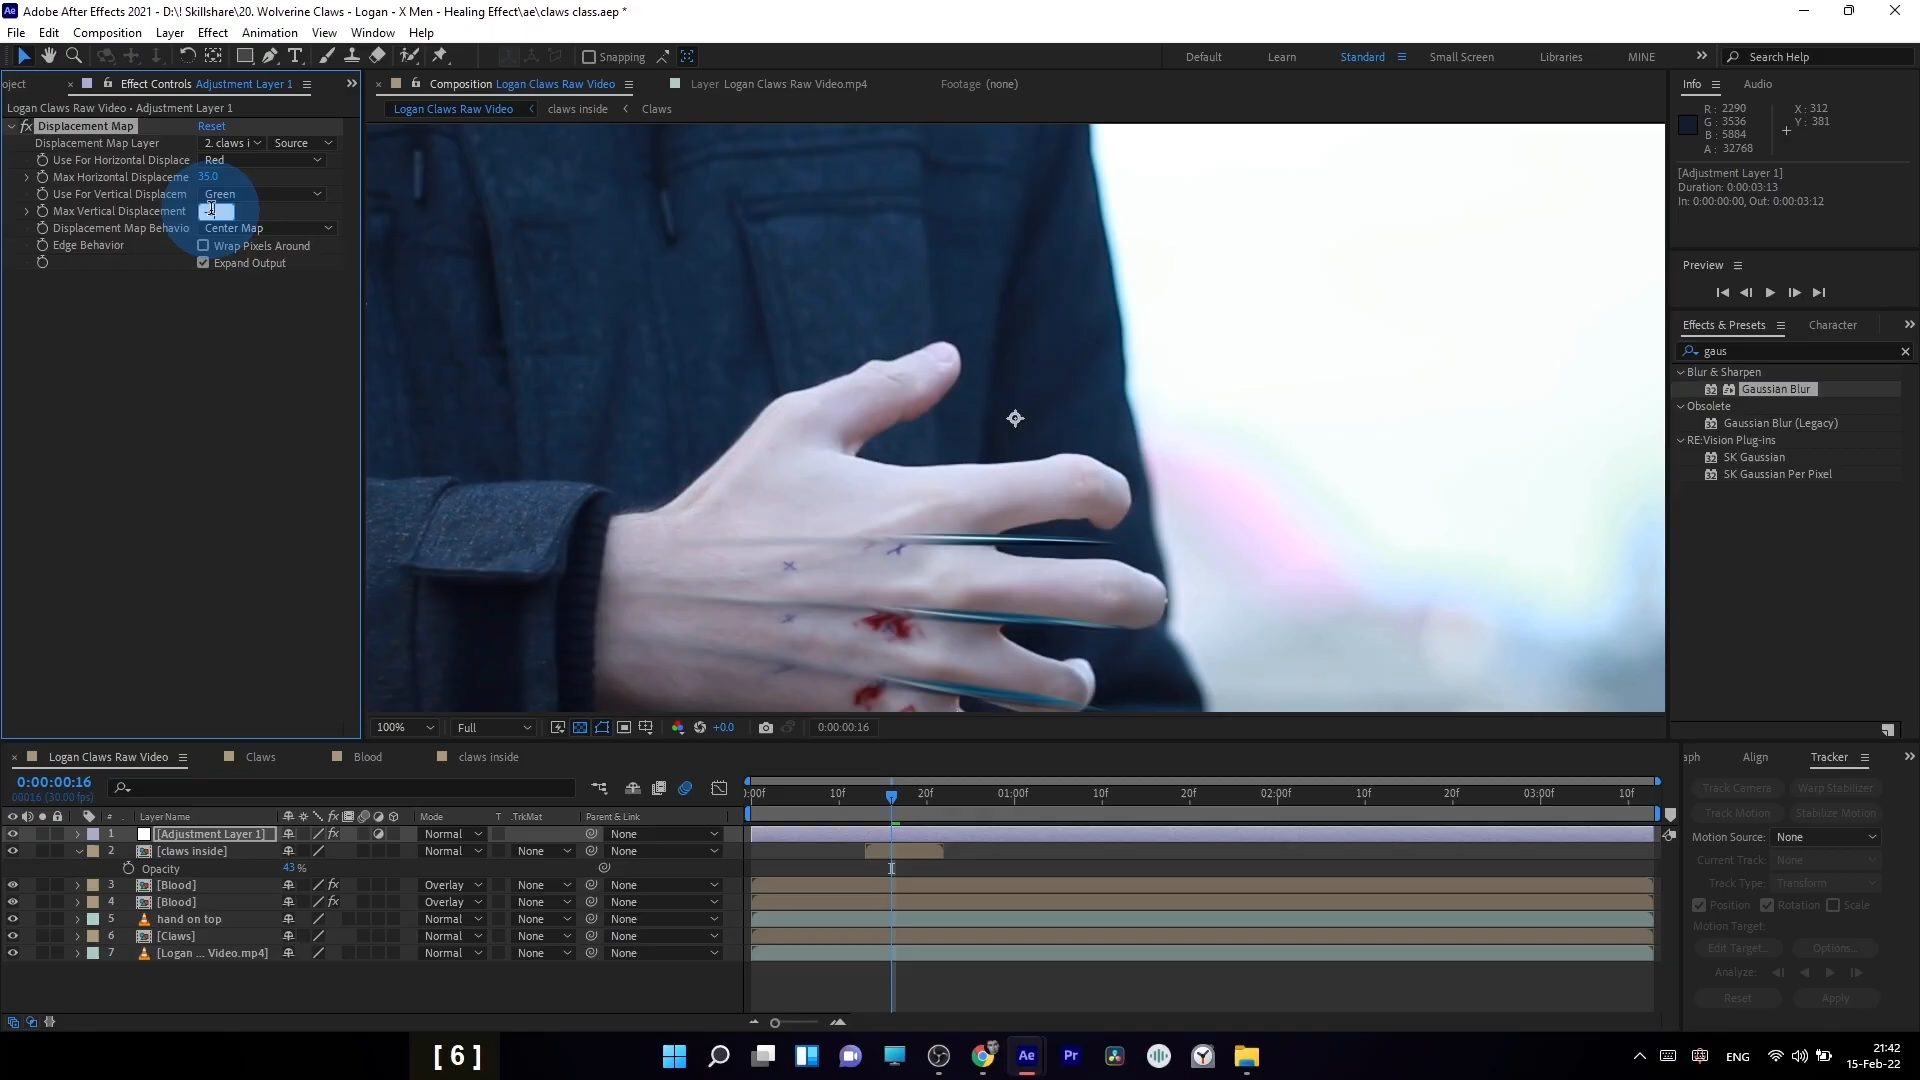 Adobe After Effects 2021 - D:\! Skillshare\20. Wolverine Claws - Logan - X Men - Healing Effect\ae\claws class.aep *
File Edit Composition Layer Effect Animation View Window Help
Snapping Default Learn Standard Small Screen Libraries MINE Search Help
oject Effect Controls Adjustment Layer 1
Composition Logan Claws Raw Video Layer Logan Claws Raw Video.mp4 Footage (none)
Logan Claws Raw Video • Adjustment Layer 1
Logan Claws Raw Video claws inside Claws
fx Displacement Map Reset
Displacement Map Layer 2. claws i Source
Use For Horizontal Displace Red
Max Horizontal Displaceme 35.0
Use For Vertical Displacem Green
Max Vertical Displacement
Displacement Map Behavio Center Map
Edge Behavior Wrap Pixels Around
Expand Output
Info Audio
R: 2290 X: 312
G: 3536 Y: 381
B: 5884
A: 32768
[Adjustment Layer 1]
Duration: 0:00:03:13
In: 0:00:00:00, Out: 0:00:03:12
Preview
Effects & Presets Character
gaus
Blur & Sharpen
Gaussian Blur
Obsolete
Gaussian Blur (Legacy)
RE:Vision Plug-ins
SK Gaussian
SK Gaussian Per Pixel
100% Full +0.0 0:00:00:16
Logan Claws Raw Video Claws Blood claws inside
0:00:00:16
00016 (30.00 fps)
:00f 10f 20f 01:00f 10f 20f 02:00f 10f 20f 03:00f 10f
# Layer Name fx Mode T .TrkMat Parent & Link
1 [Adjustment Layer 1] fx Normal None
2 [claws inside] Normal None None
Opacity 43 %
3 [Blood] fx Overlay None None
4 [Blood] fx Overlay None None
5 hand on top Normal None None
6 [Claws] Normal None None
7 [Logan ... Video.mp4] Normal None None
aph Align Tracker
Track Camera Warp Stabilizer
Track Motion Stabilize Motion
Motion Source: None
Current Track: None
Track Type: Transform
Position Rotation Scale
Motion Target:
Edit Target... Options...
Analyze:
Reset Apply
[ 6 ]
Ae Pr
ENG 21:42
15-Feb-22